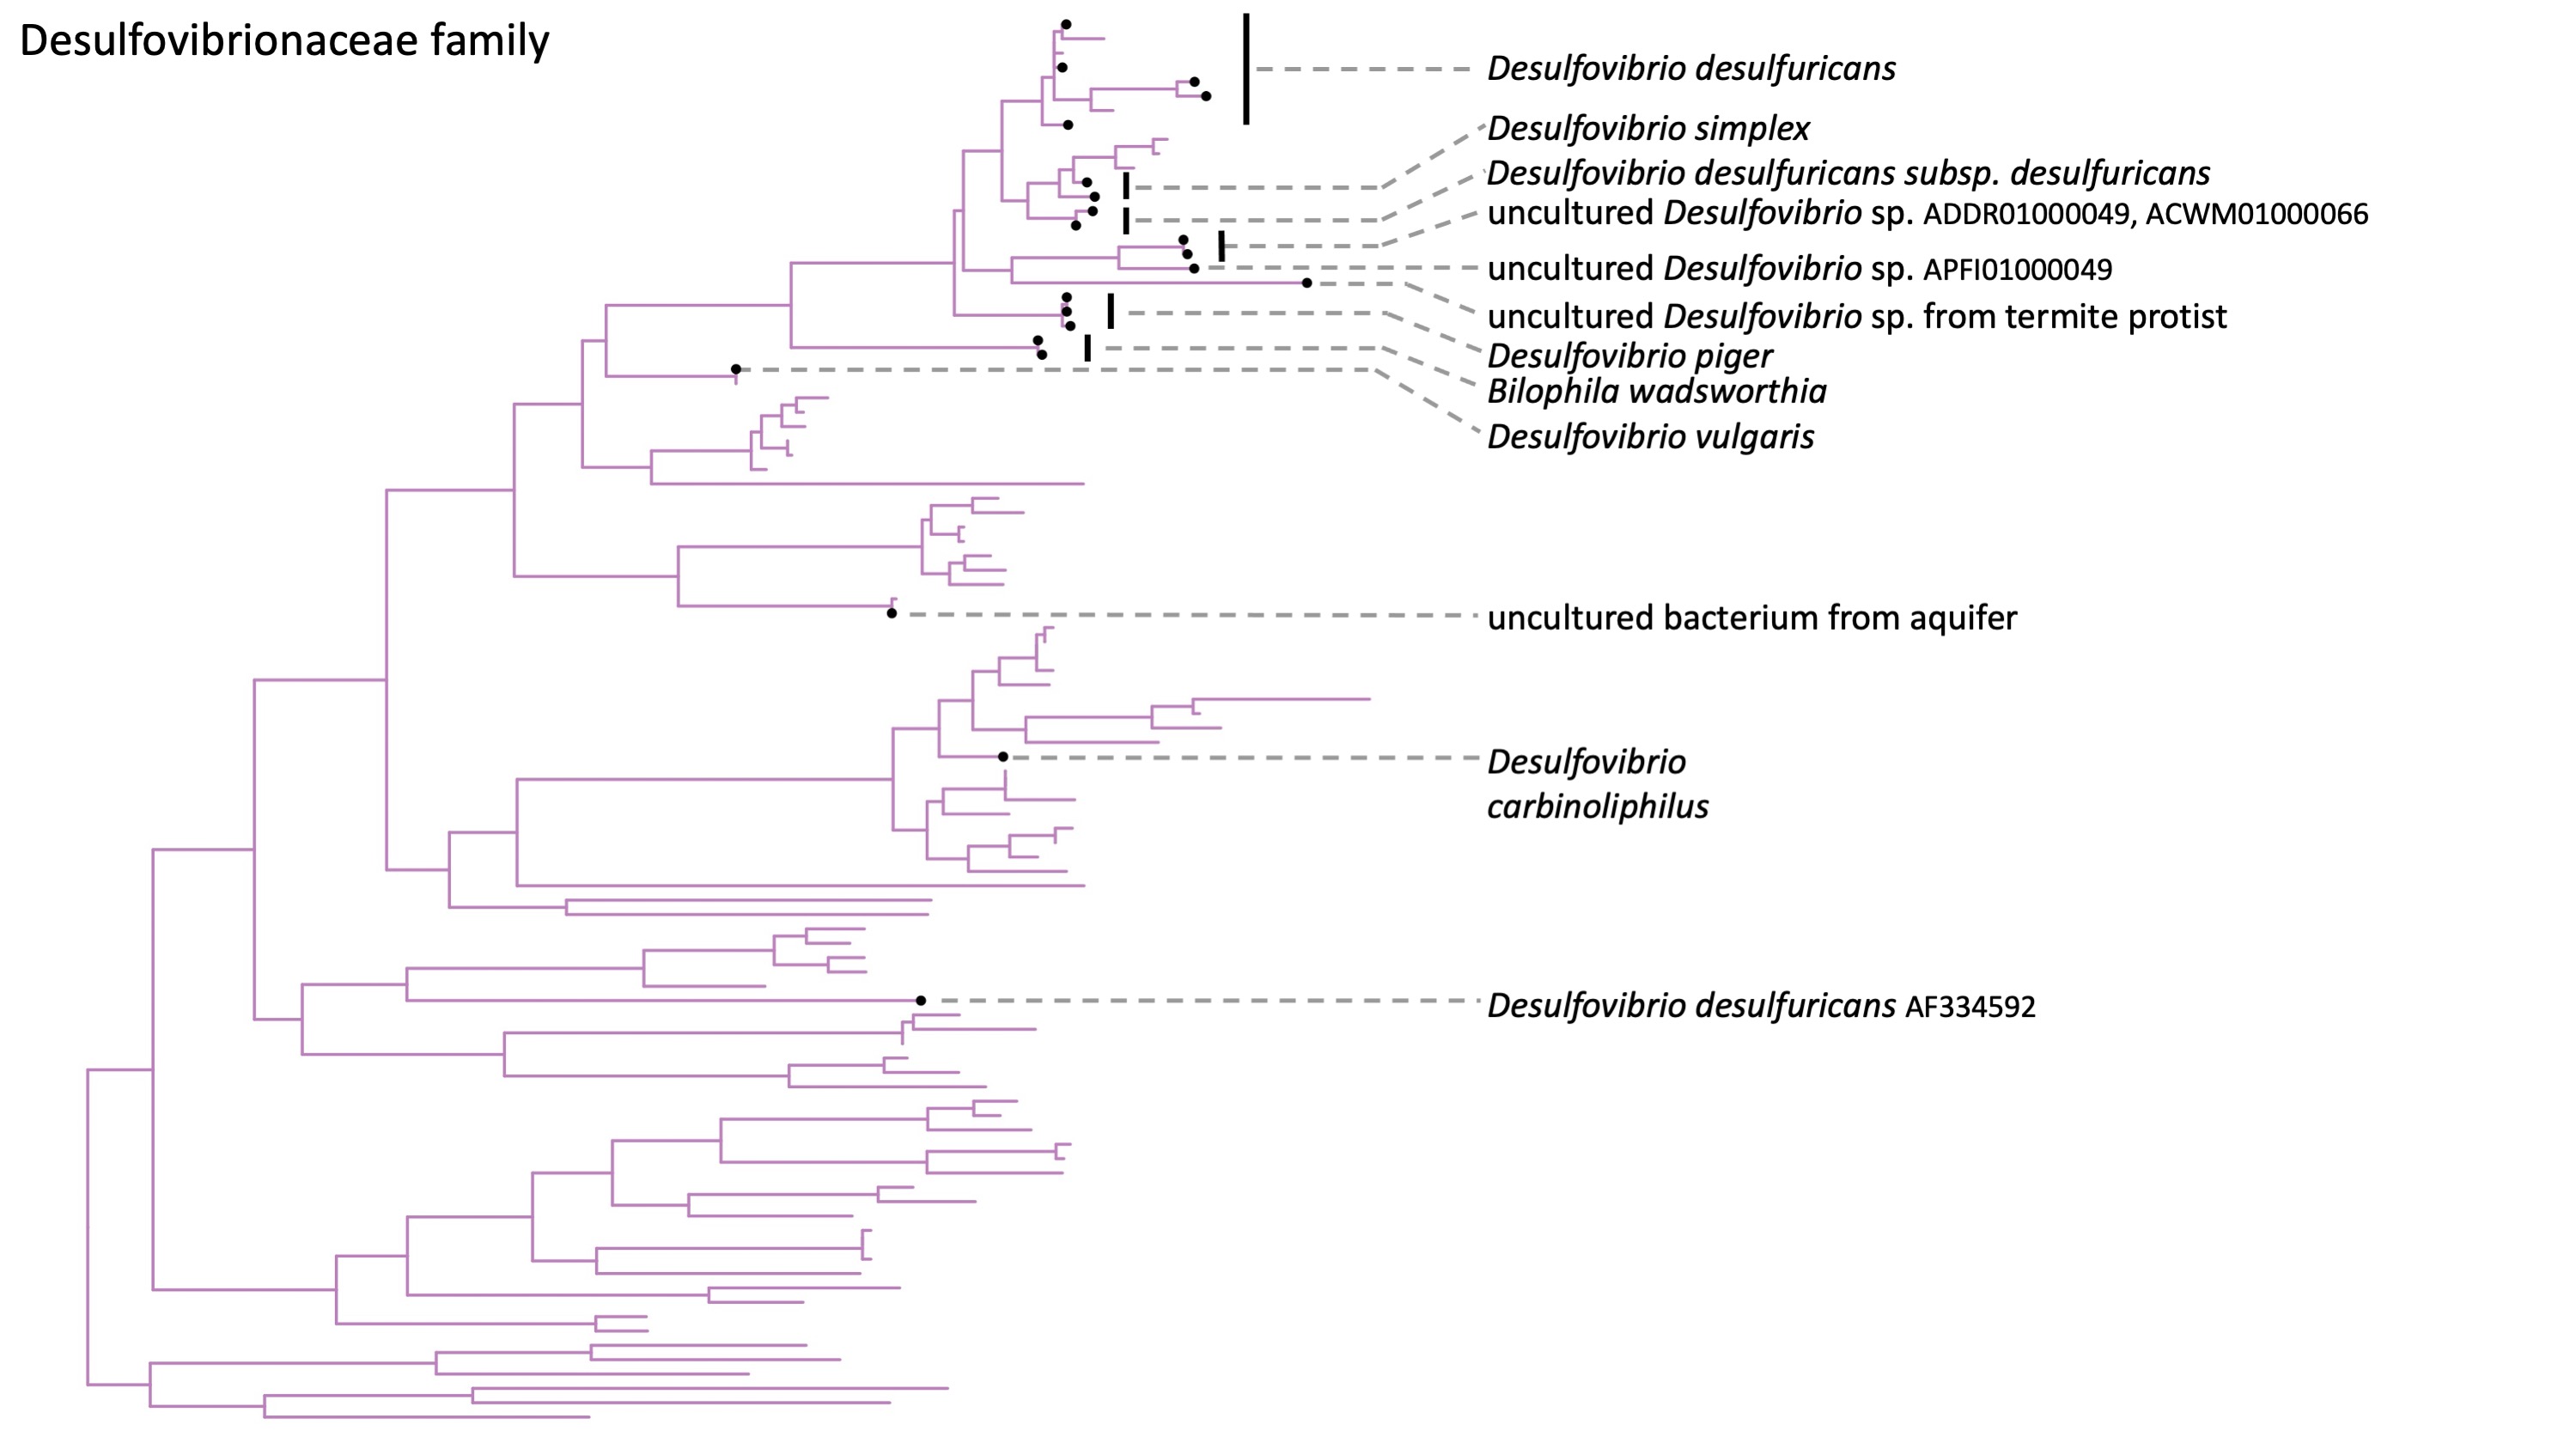 Desulfovibrionaceae family
Desulfovibrio desulfuricans
Desulfovibrio simplex
Desulfovibrio desulfuricans subsp. desulfuricans
uncultured Desulfovibrio sp. ADDR01000049, ACWM01000066
uncultured Desulfovibrio sp. APFI01000049
uncultured Desulfovibrio sp. from termite protist
Desulfovibrio piger
Bilophila wadsworthia
Desulfovibrio vulgaris
uncultured bacterium from aquifer
Desulfovibrio
carbinoliphilus
Desulfovibrio desulfuricans AF334592